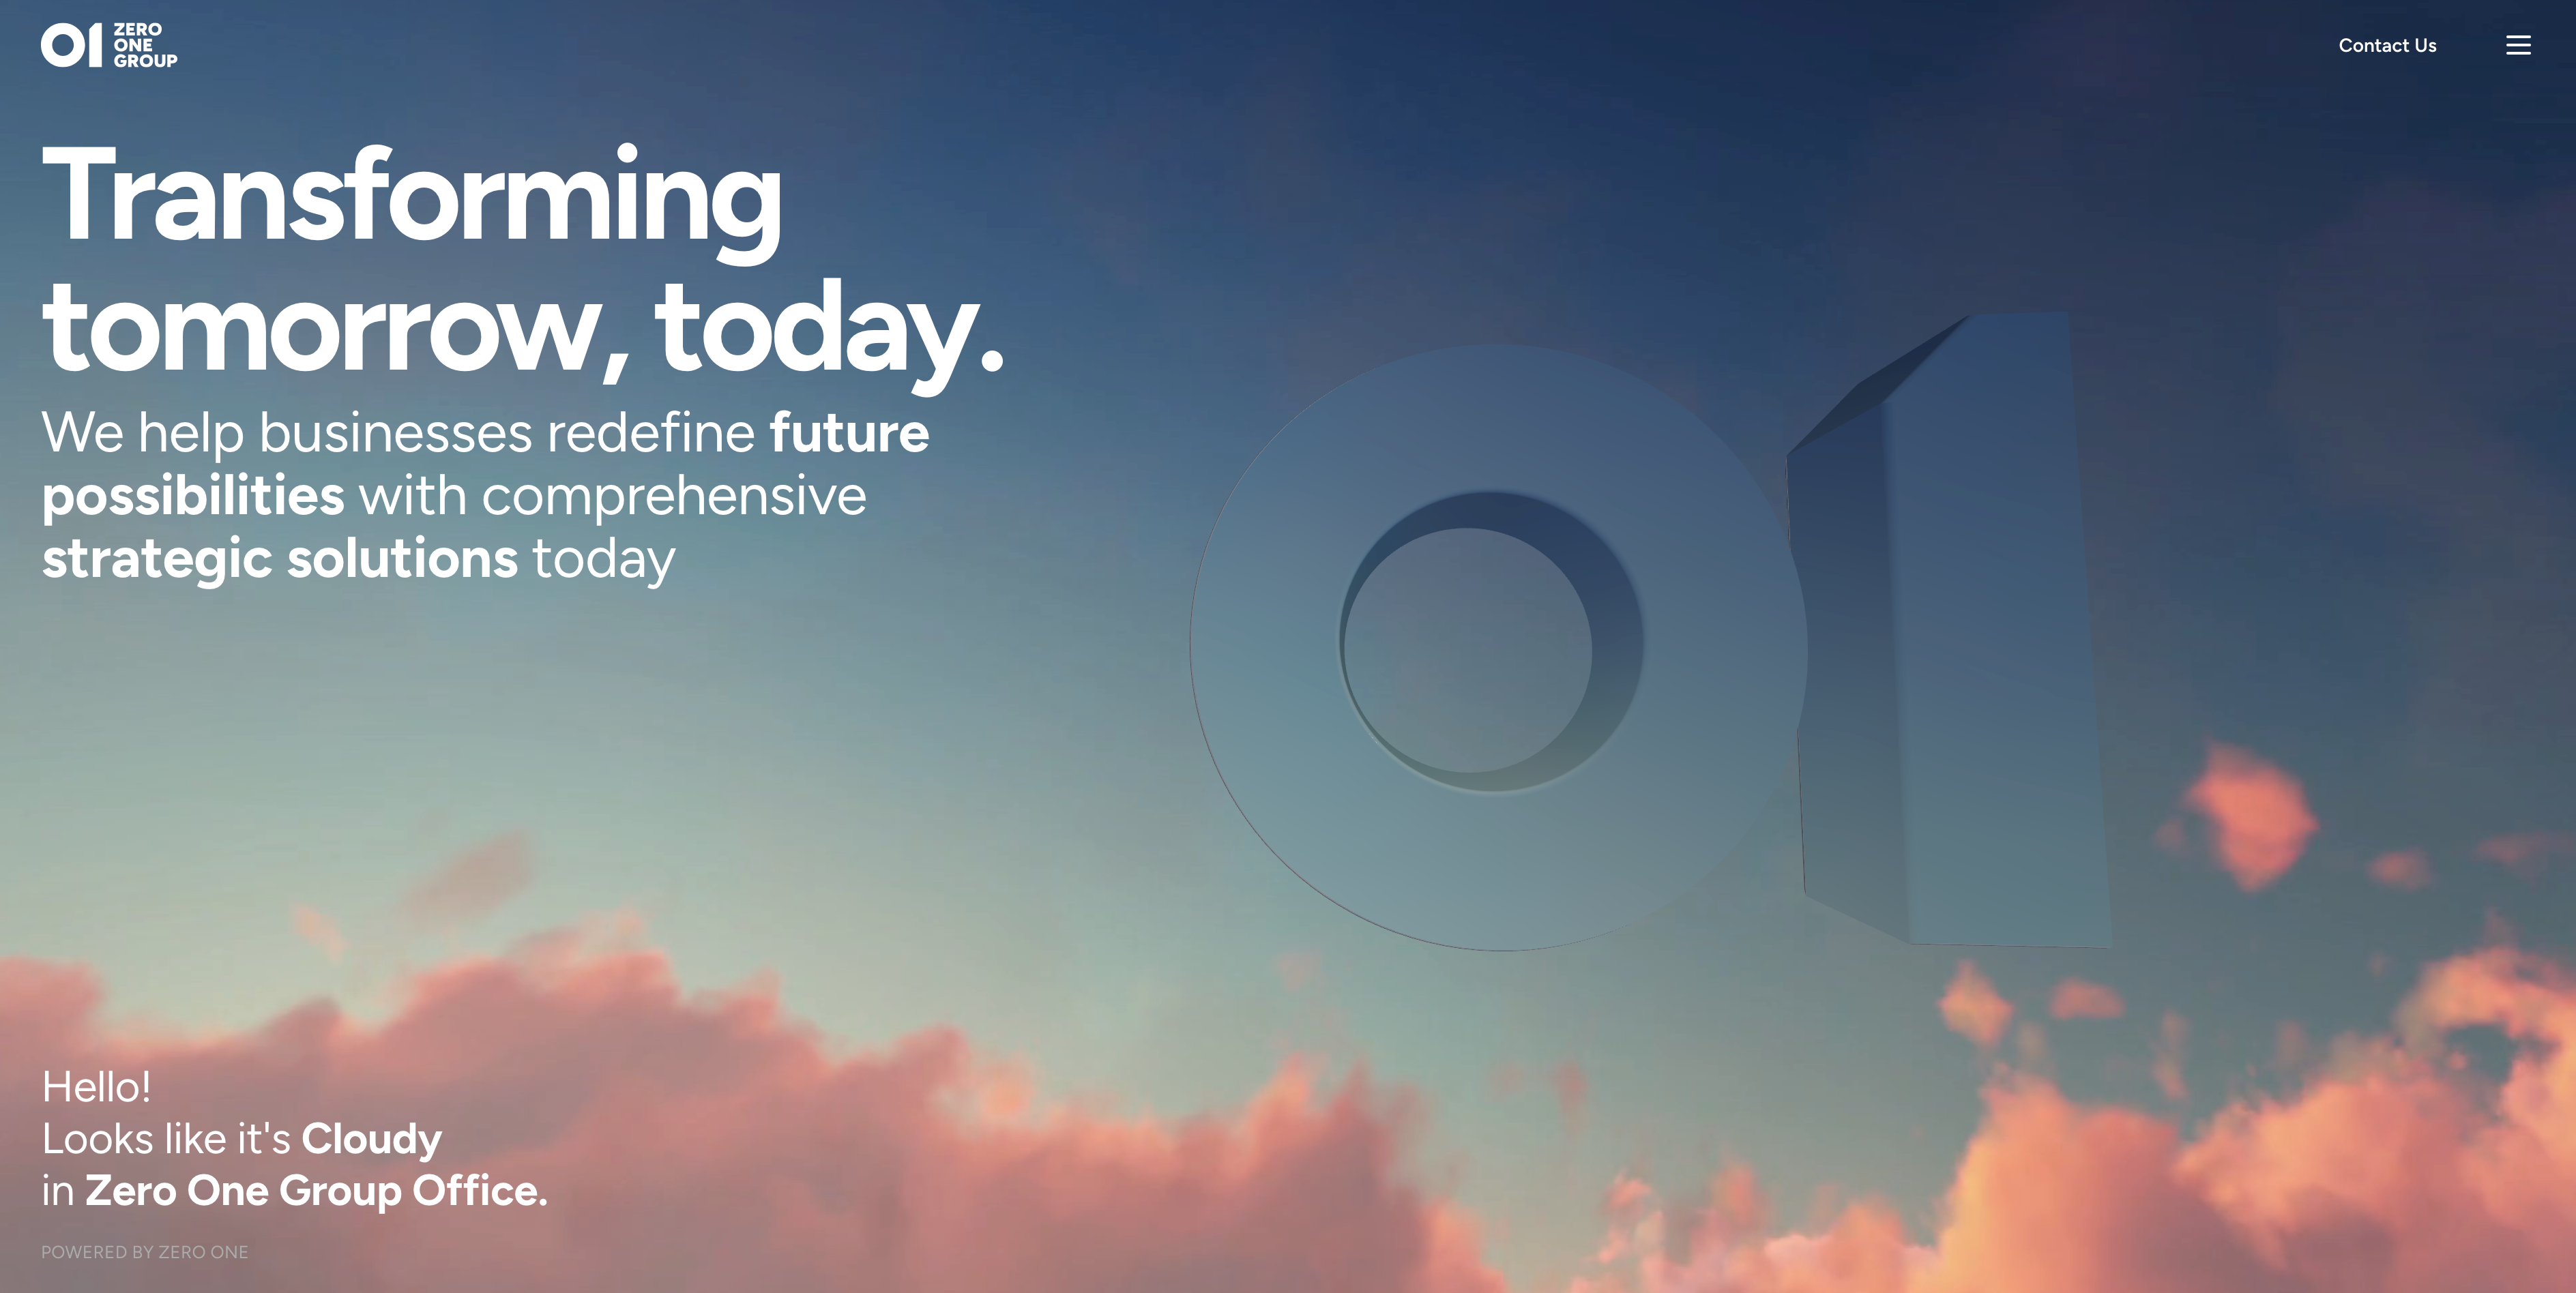 01
ZERO
ONE
GROUP
Contact Us
Transforming
tomorrow, today.
We help businesses redefine future
possibilities with comprehensive
strategic solutions today
01
Hello!
Looks like it's Cloudy
in Zero One Group Office.
POWERED BY ZERO ONE